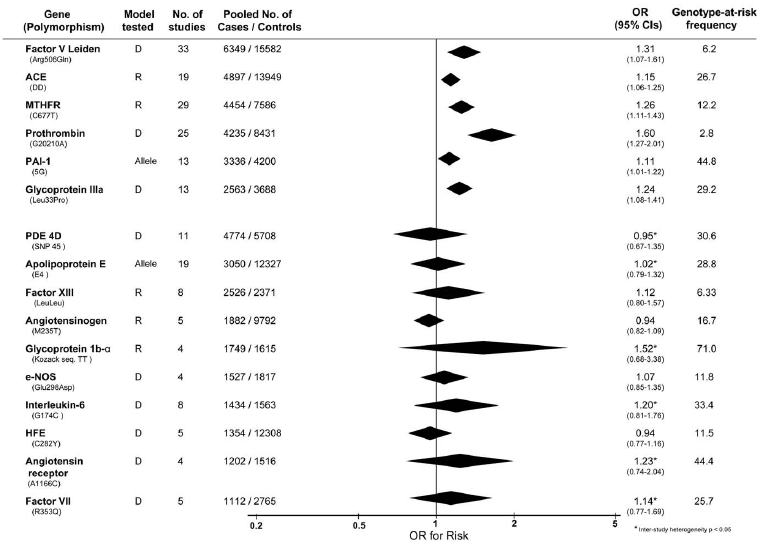 Gene (Polymorphism) Model tested No. of studies Pooled No. of Cases / Controls OR (95% CIs) Genotype-at-risk frequency
Factor V Leiden D 33 6349 / 15582 1.31 6.2
(Arg506Gln) (1.07-1.61)
ACE R 19 4897 / 13949 1.15 26.7
(DD) (1.06-1.25)
MTHFR R 29 4454 / 7586 1.26 12.2
(C677T) (1.11-1.43)
Prothrombin D 25 4235 / 8431 1.60 2.8
(G20210A) (1.27-2.01)
PAI-1 Allele 13 3336 / 4200 1.11 44.8
(5G) (1.01-1.22)
Glycoprotein IIIa D 13 2563 / 3688 1.24 29.2
(Leu33Pro) (1.08-1.41)
PDE 4D D 11 4774 / 5708 0.95* 30.6
(SNP 45 ) (0.67-1.35)
Apolipoprotein E Allele 19 3050 / 12327 1.02* 28.8
(E4 ) (0.79-1.32)
Factor XIII R 8 2526 / 2371 1.12 6.33
(LeuLeu) (0.80-1.57)
Angiotensinogen R 5 1882 / 9792 0.94 16.7
(M235T) (0.82-1.09)
Glycoprotein 1b-α R 4 1749 / 1615 1.52* 71.0
(Kozack seq. TT ) (0.68-3.38)
e-NOS D 4 1527 / 1817 1.07 11.8
(Glu298Asp) (0.85-1.35)
Interleukin-6 D 8 1434 / 1563 1.20* 33.4
(G174C ) (0.81-1.76)
HFE D 5 1354 / 12308 0.94 11.5
(C282Y) (0.77-1.16)
Angiotensin receptor D 4 1202 / 1516 1.23* 44.4
(A1166C) (0.74-2.04)
Factor VII D 5 1112 / 2765 1.14* 25.7
(R353Q) (0.77-1.69)
0.2 1 2 5
OR for Risk
* Inter-study heterogeneity p < 0.05